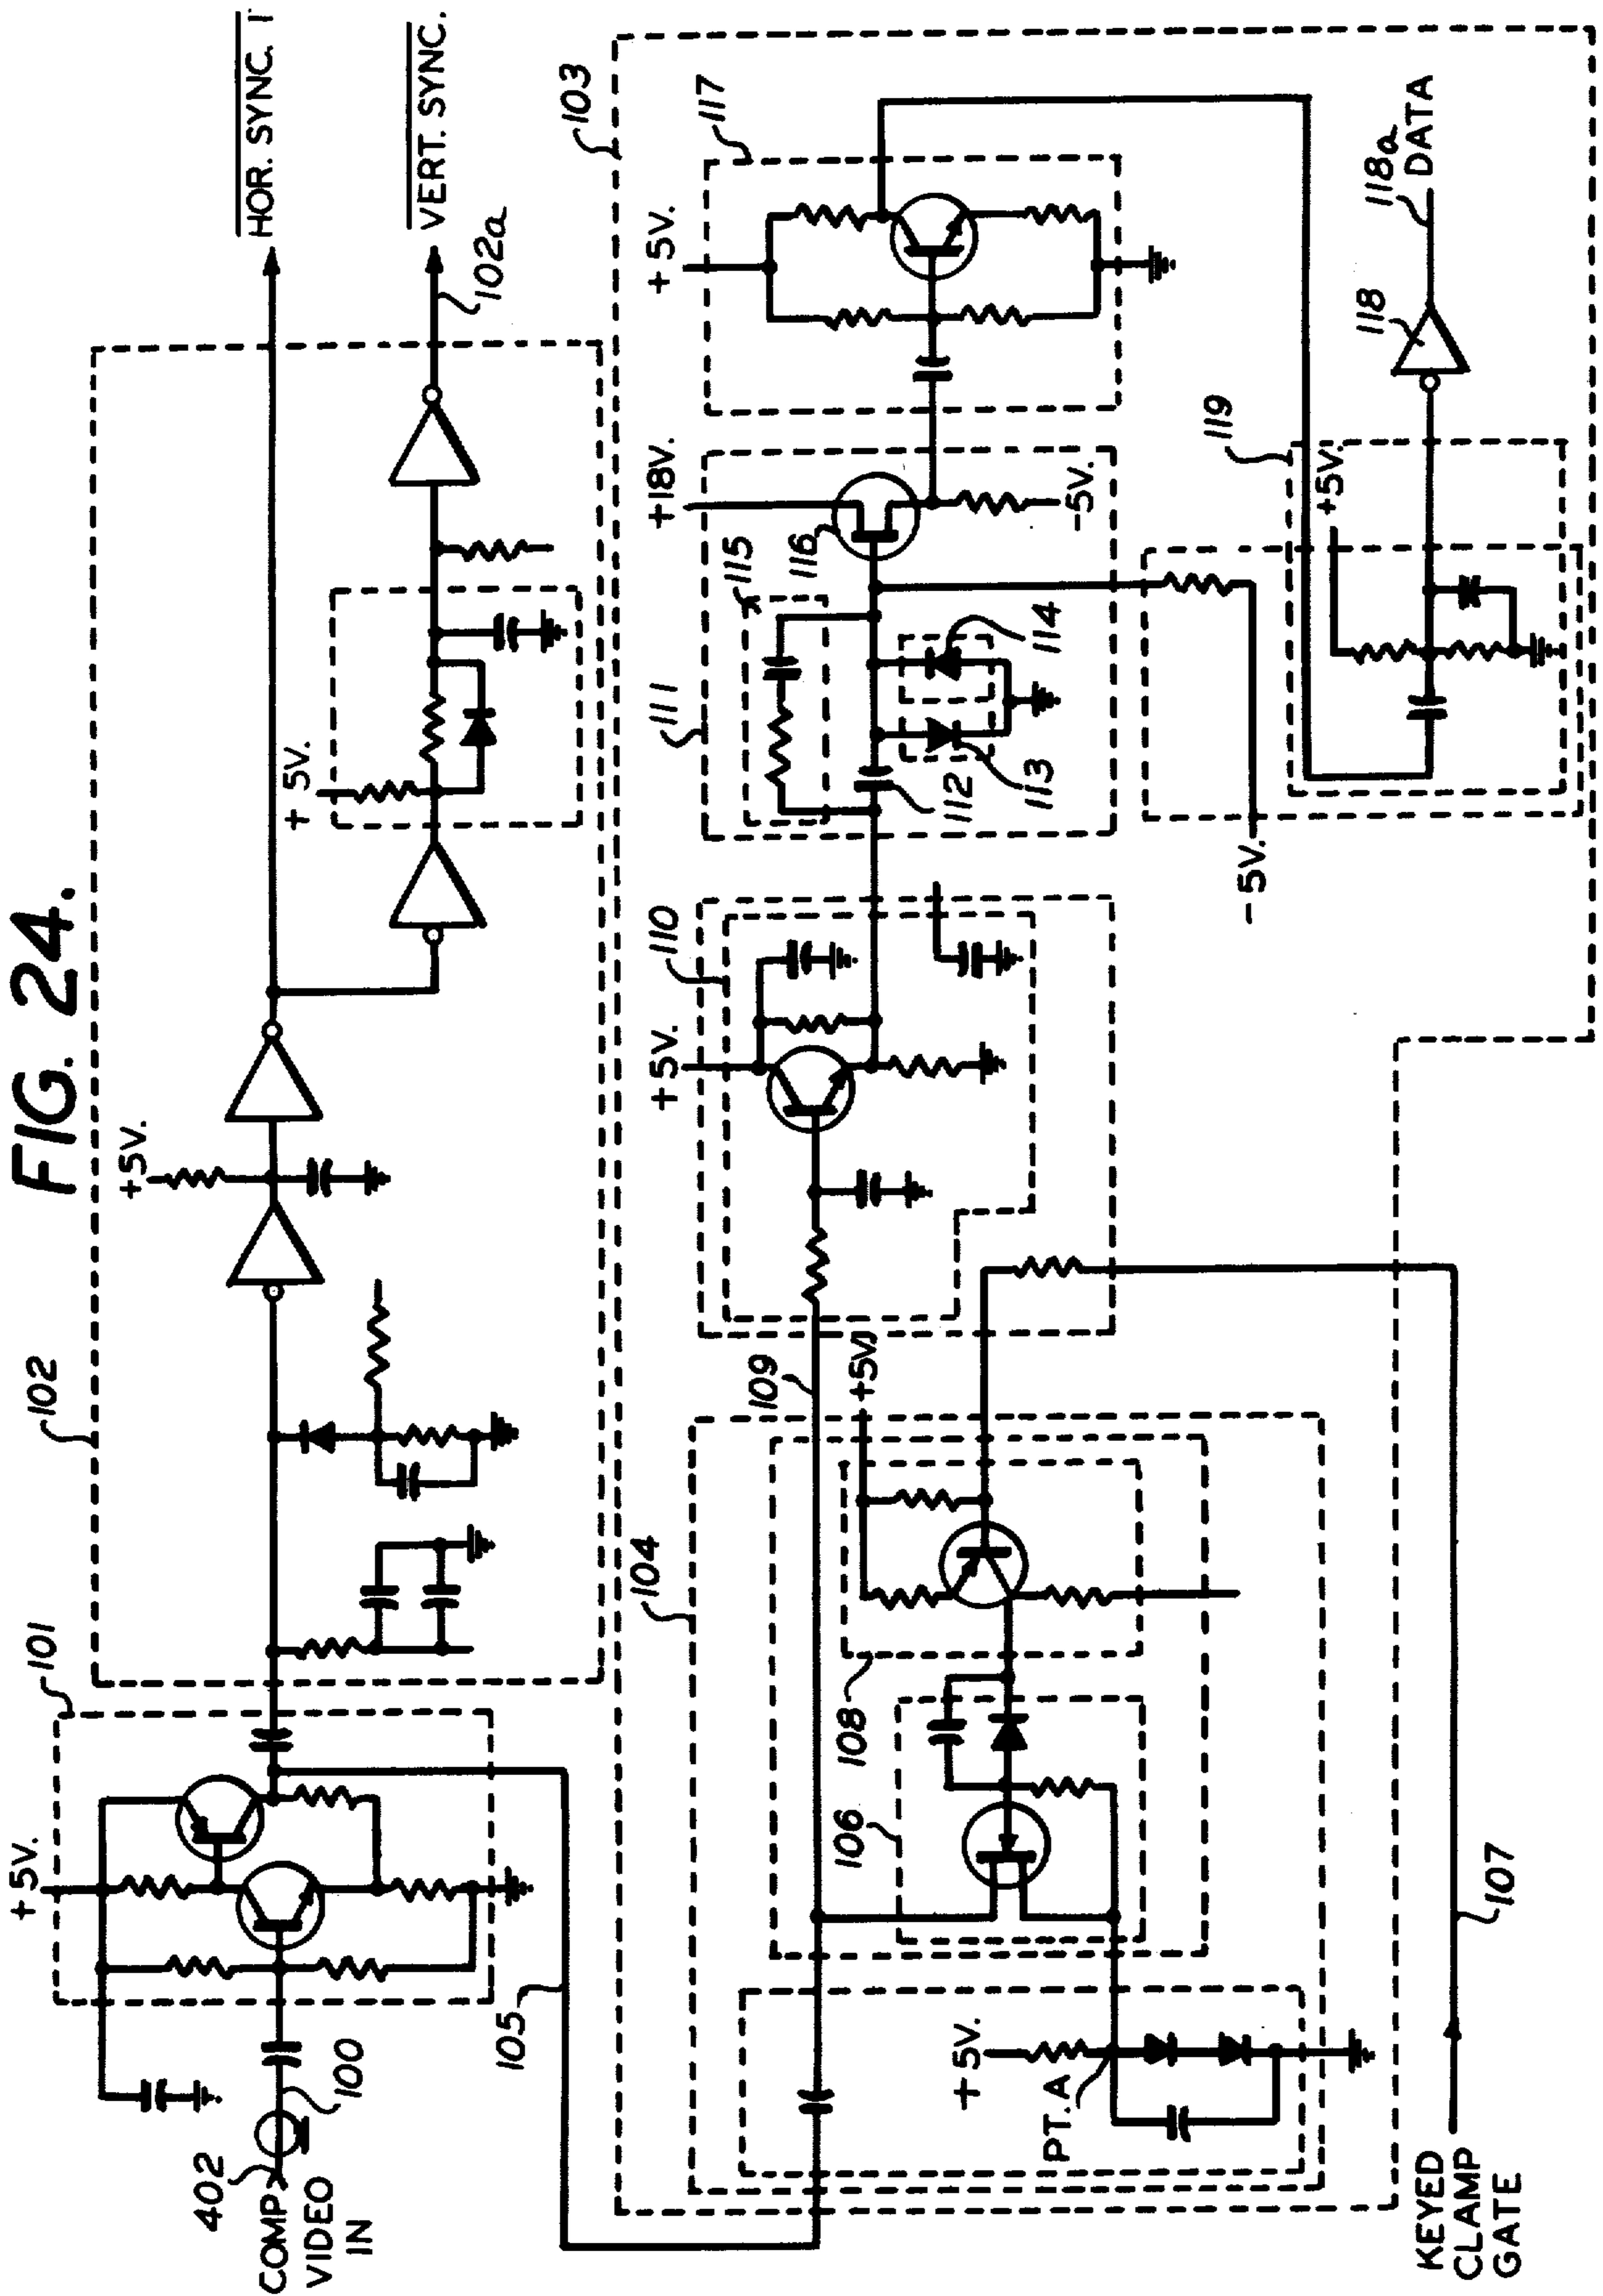 FIG. 24.
HOR. SYNC. 1
VERT. SYNC.
102a
102
+5V.
+5V.
101
+5V.
402
COMP
VIDEO
IN
100
105
103
117
+5V.
+18V.
115
116
111
114
113
112
-5V.
110
+5V.
109
+5V.
104
108
106
+5V.
PT. A
119
+5V.
118
118a
DATA
-5V.
107
KEYED
CLAMP
GATE